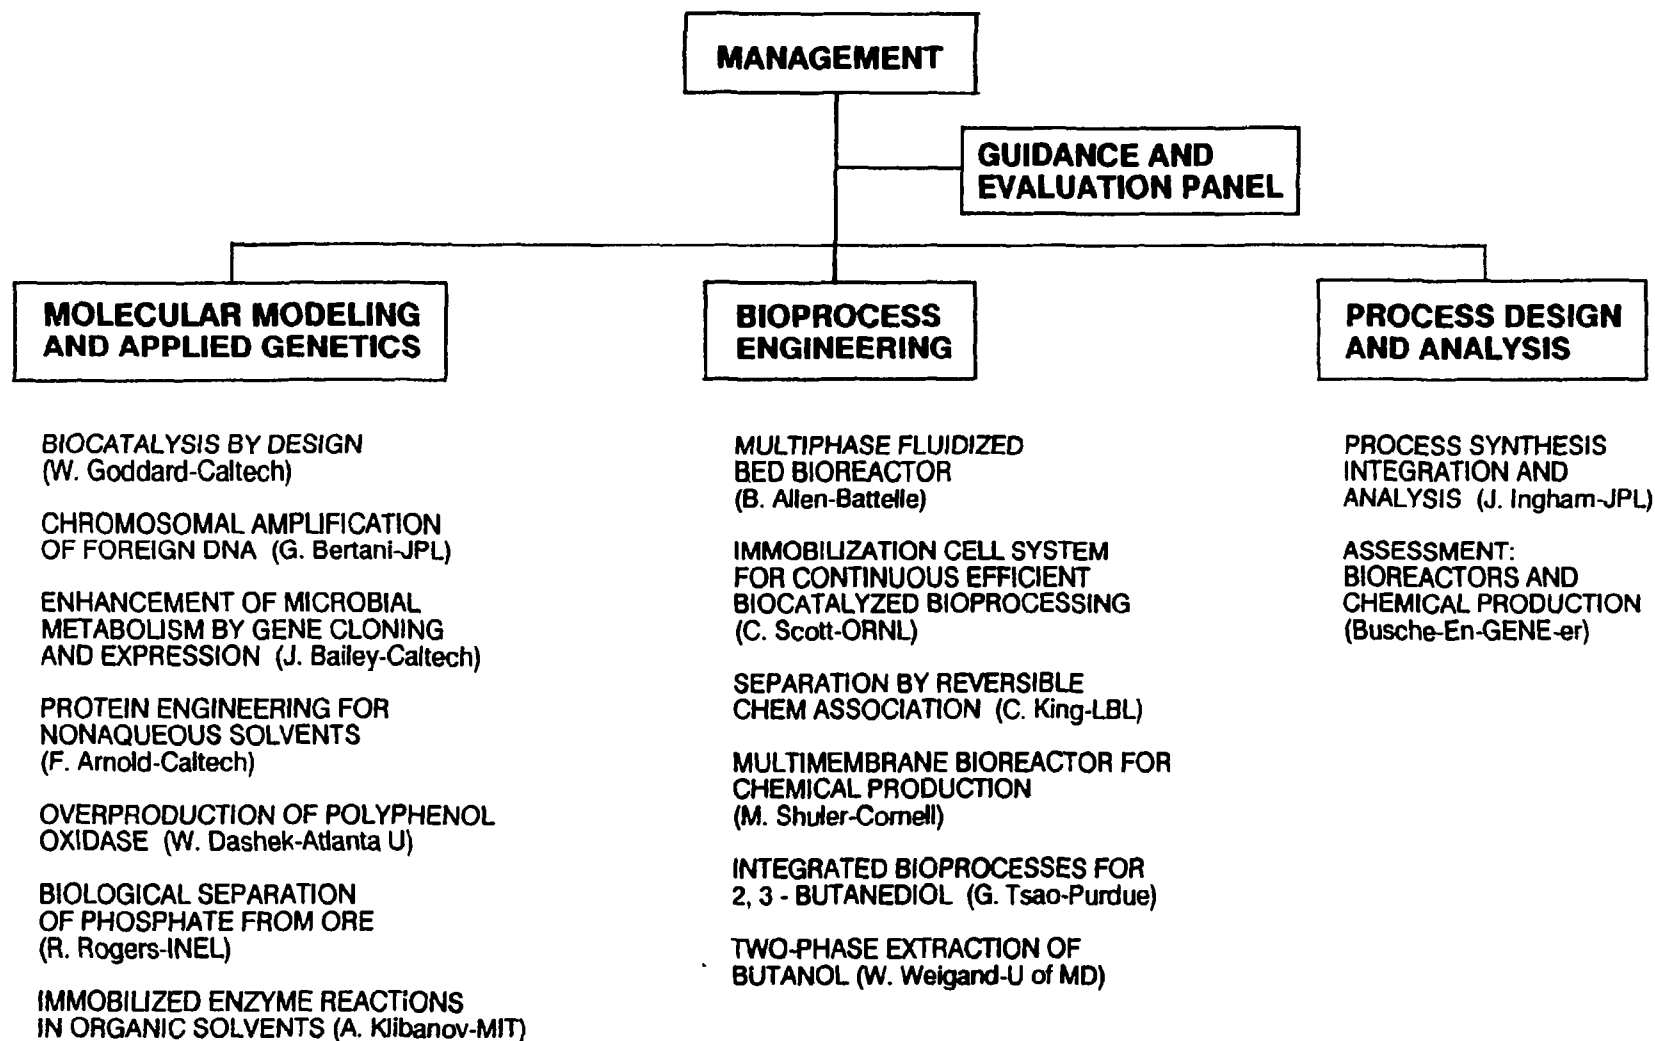 MANAGEMENT
GUIDANCE AND
EVALUATION PANEL
MOLECULAR MODELING
AND APPLIED GENETICS
BIOCATALYSIS BY DESIGN
(W. Goddard-Caltech)
CHROMOSOMAL AMPLIFICATION
OF FOREIGN DNA (G. Bertani-JPL)
ENHANCEMENT OF MICROBIAL
METABOLISM BY GENE CLONING
AND EXPRESSION (J. Bailey-Caltech)
PROTEIN ENGINEERING FOR
NONAQUEOUS SOLVENTS
(F. Arnold-Caltech)
OVERPRODUCTION OF POLYPHENOL
OXIDASE (W. Dashek-Atlanta U)
BIOLOGICAL SEPARATION
OF PHOSPHATE FROM ORE
(R. Rogers-INEL)
IMMOBILIZED ENZYME REACTIONS
IN ORGANIC SOLVENTS (A. Klibanov-MIT)
BIOPROCESS
ENGINEERING
MULTIPHASE FLUIDIZED
BED BIOREACTOR
(B. Allen-Battelle)
IMMOBILIZATION CELL SYSTEM
FOR CONTINUOUS EFFICIENT
BIOCATALYZED BIOPROCESSING
(C. Scott-ORNL)
SEPARATION BY REVERSIBLE
CHEM ASSOCIATION (C. King-LBL)
MULTIMEMBRANE BIOREACTOR FOR
CHEMICAL PRODUCTION
(M. Shuler-Cornell)
INTEGRATED BIOPROCESSES FOR
2, 3 - BUTANEDIOL (G. Tsao-Purdue)
TWO-PHASE EXTRACTION OF
BUTANOL (W. Weigand-U of MD)
PROCESS DESIGN
AND ANALYSIS
PROCESS SYNTHESIS
INTEGRATION AND
ANALYSIS (J. Ingham-JPL)
ASSESSMENT:
BIOREACTORS AND
CHEMICAL PRODUCTION
(Busche-En-GENE-er)